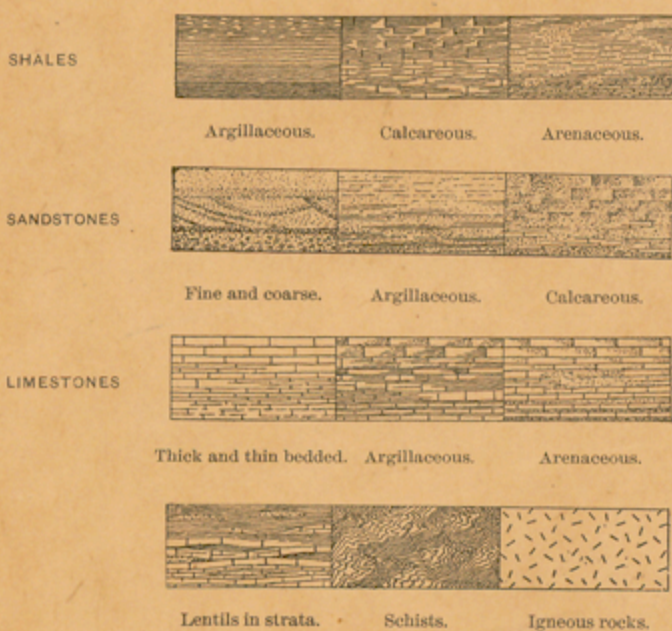 SHALES
Argillaceous. Calcareous. Arenaceous.
SANDSTONES
Fine and coarse. Argillaceous. Calcareous.
LIMESTONES
Thick and thin bedded. Argillaceous. Arenaceous.
Lentils in strata. Schists. Igneous rocks.